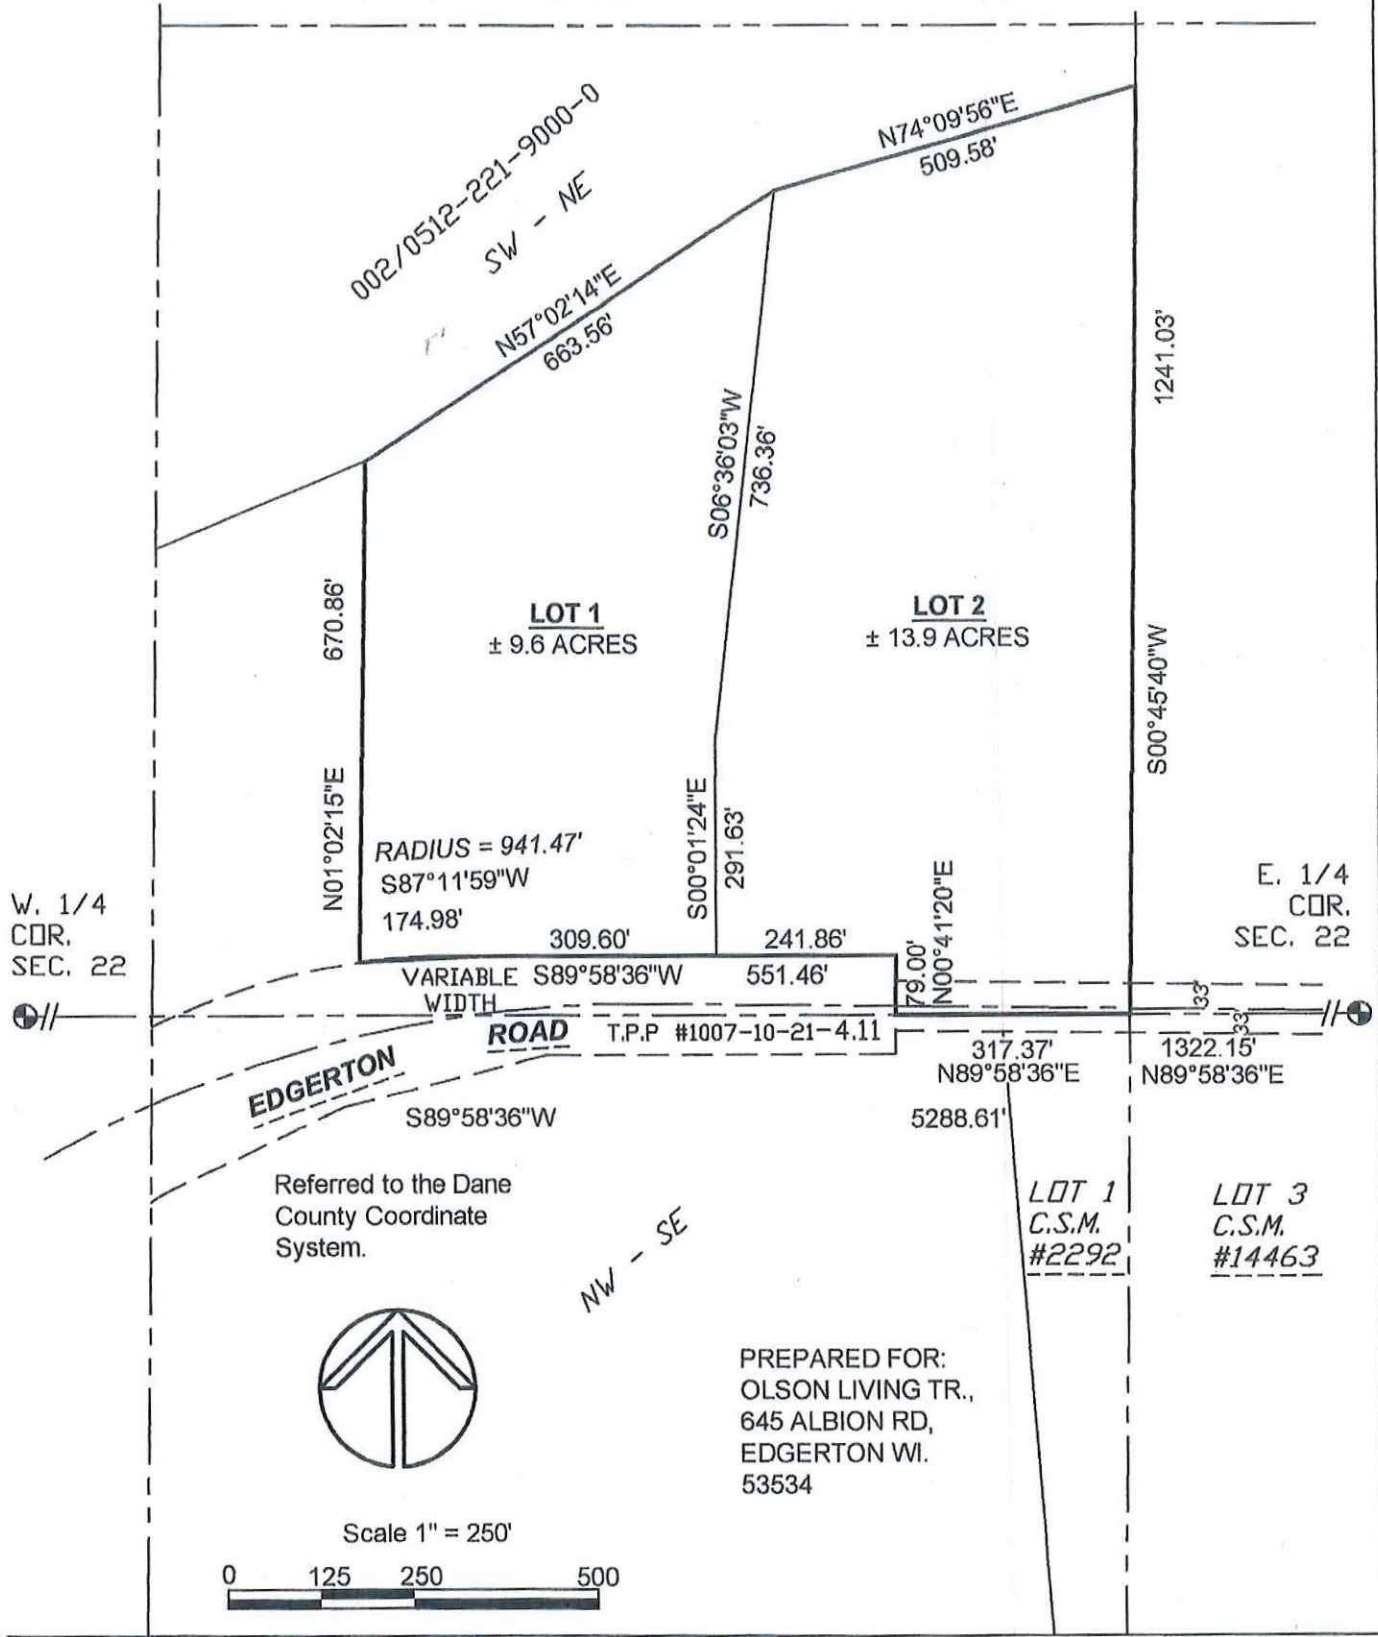 N74°09'56"E
509.58'
002/0512-221-9000-0
SW - NE
N57°02'14"E
663.56'
1241.03'
S06°36'03"W
736.36'
670.86'
LOT 1
± 9.6 ACRES
LOT 2
± 13.9 ACRES
S00°45'40"W
N01°02'15"E
RADIUS = 941.47'
S87°11'59"W
174.98'
S00°01'24"E
291.63'
W. 1/4
COR.
SEC. 22
E. 1/4
COR.
SEC. 22
309.60'
241.86'
79.00'
N00°41'20"E
VARIABLE
WIDTH
S89°58'36"W
551.46'
33'
33'
EDGERTON ROAD
T.P.P #1007-10-21-4.11
317.37'
N89°58'36"E
1322.15'
N89°58'36"E
S89°58'36"W
5288.61'
Referred to the Dane
County Coordinate
System.
NW - SE
LOT 1
C.S.M.
#2292
LOT 3
C.S.M.
#14463
PREPARED FOR:
OLSON LIVING TR.,
645 ALBION RD,
EDGERTON WI.
53534
Scale 1" = 250'
0 125 250 500